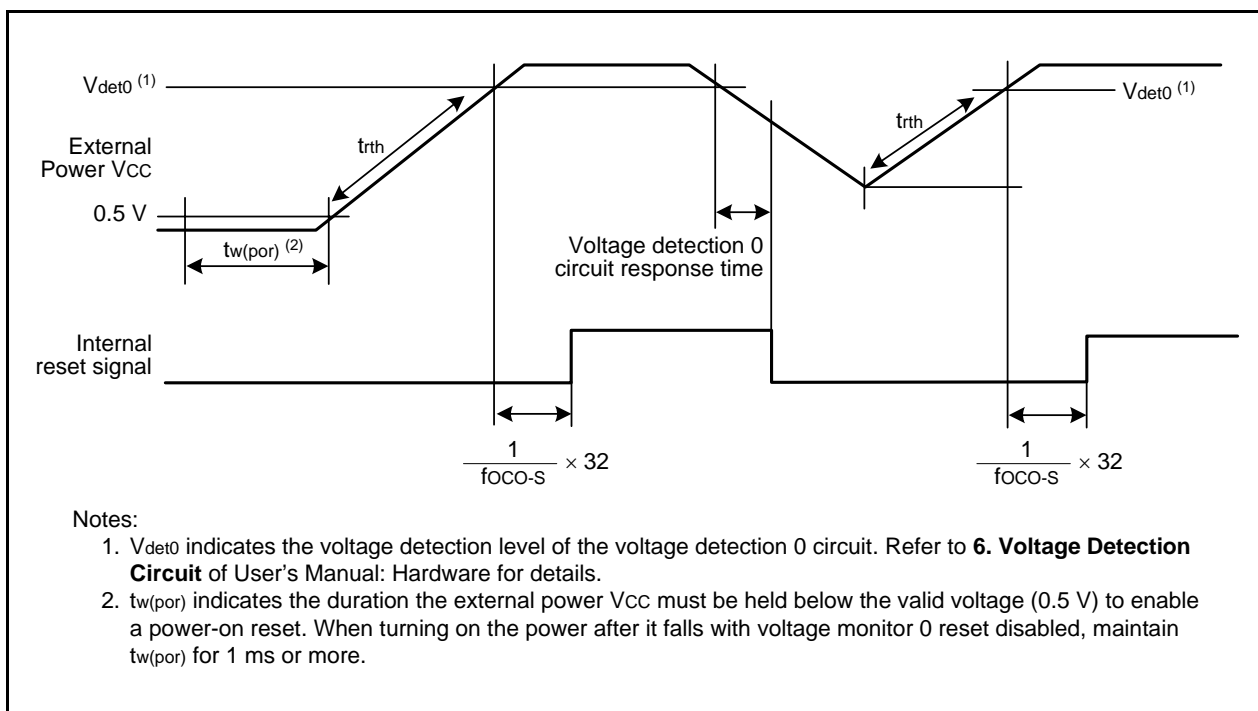 Vdet0 (1)
trth
External
Power VCC
0.5 V
tw(por) (2)
Voltage detection 0
circuit response time
trth
Vdet0 (1)
Internal
reset signal
1
fOCO-S
× 32
1
fOCO-S
× 32
Notes:
1. Vdet0 indicates the voltage detection level of the voltage detection 0 circuit. Refer to 6. Voltage Detection
Circuit of User's Manual: Hardware for details.
2. tw(por) indicates the duration the external power VCC must be held below the valid voltage (0.5 V) to enable
a power-on reset. When turning on the power after it falls with voltage monitor 0 reset disabled, maintain
tw(por) for 1 ms or more.